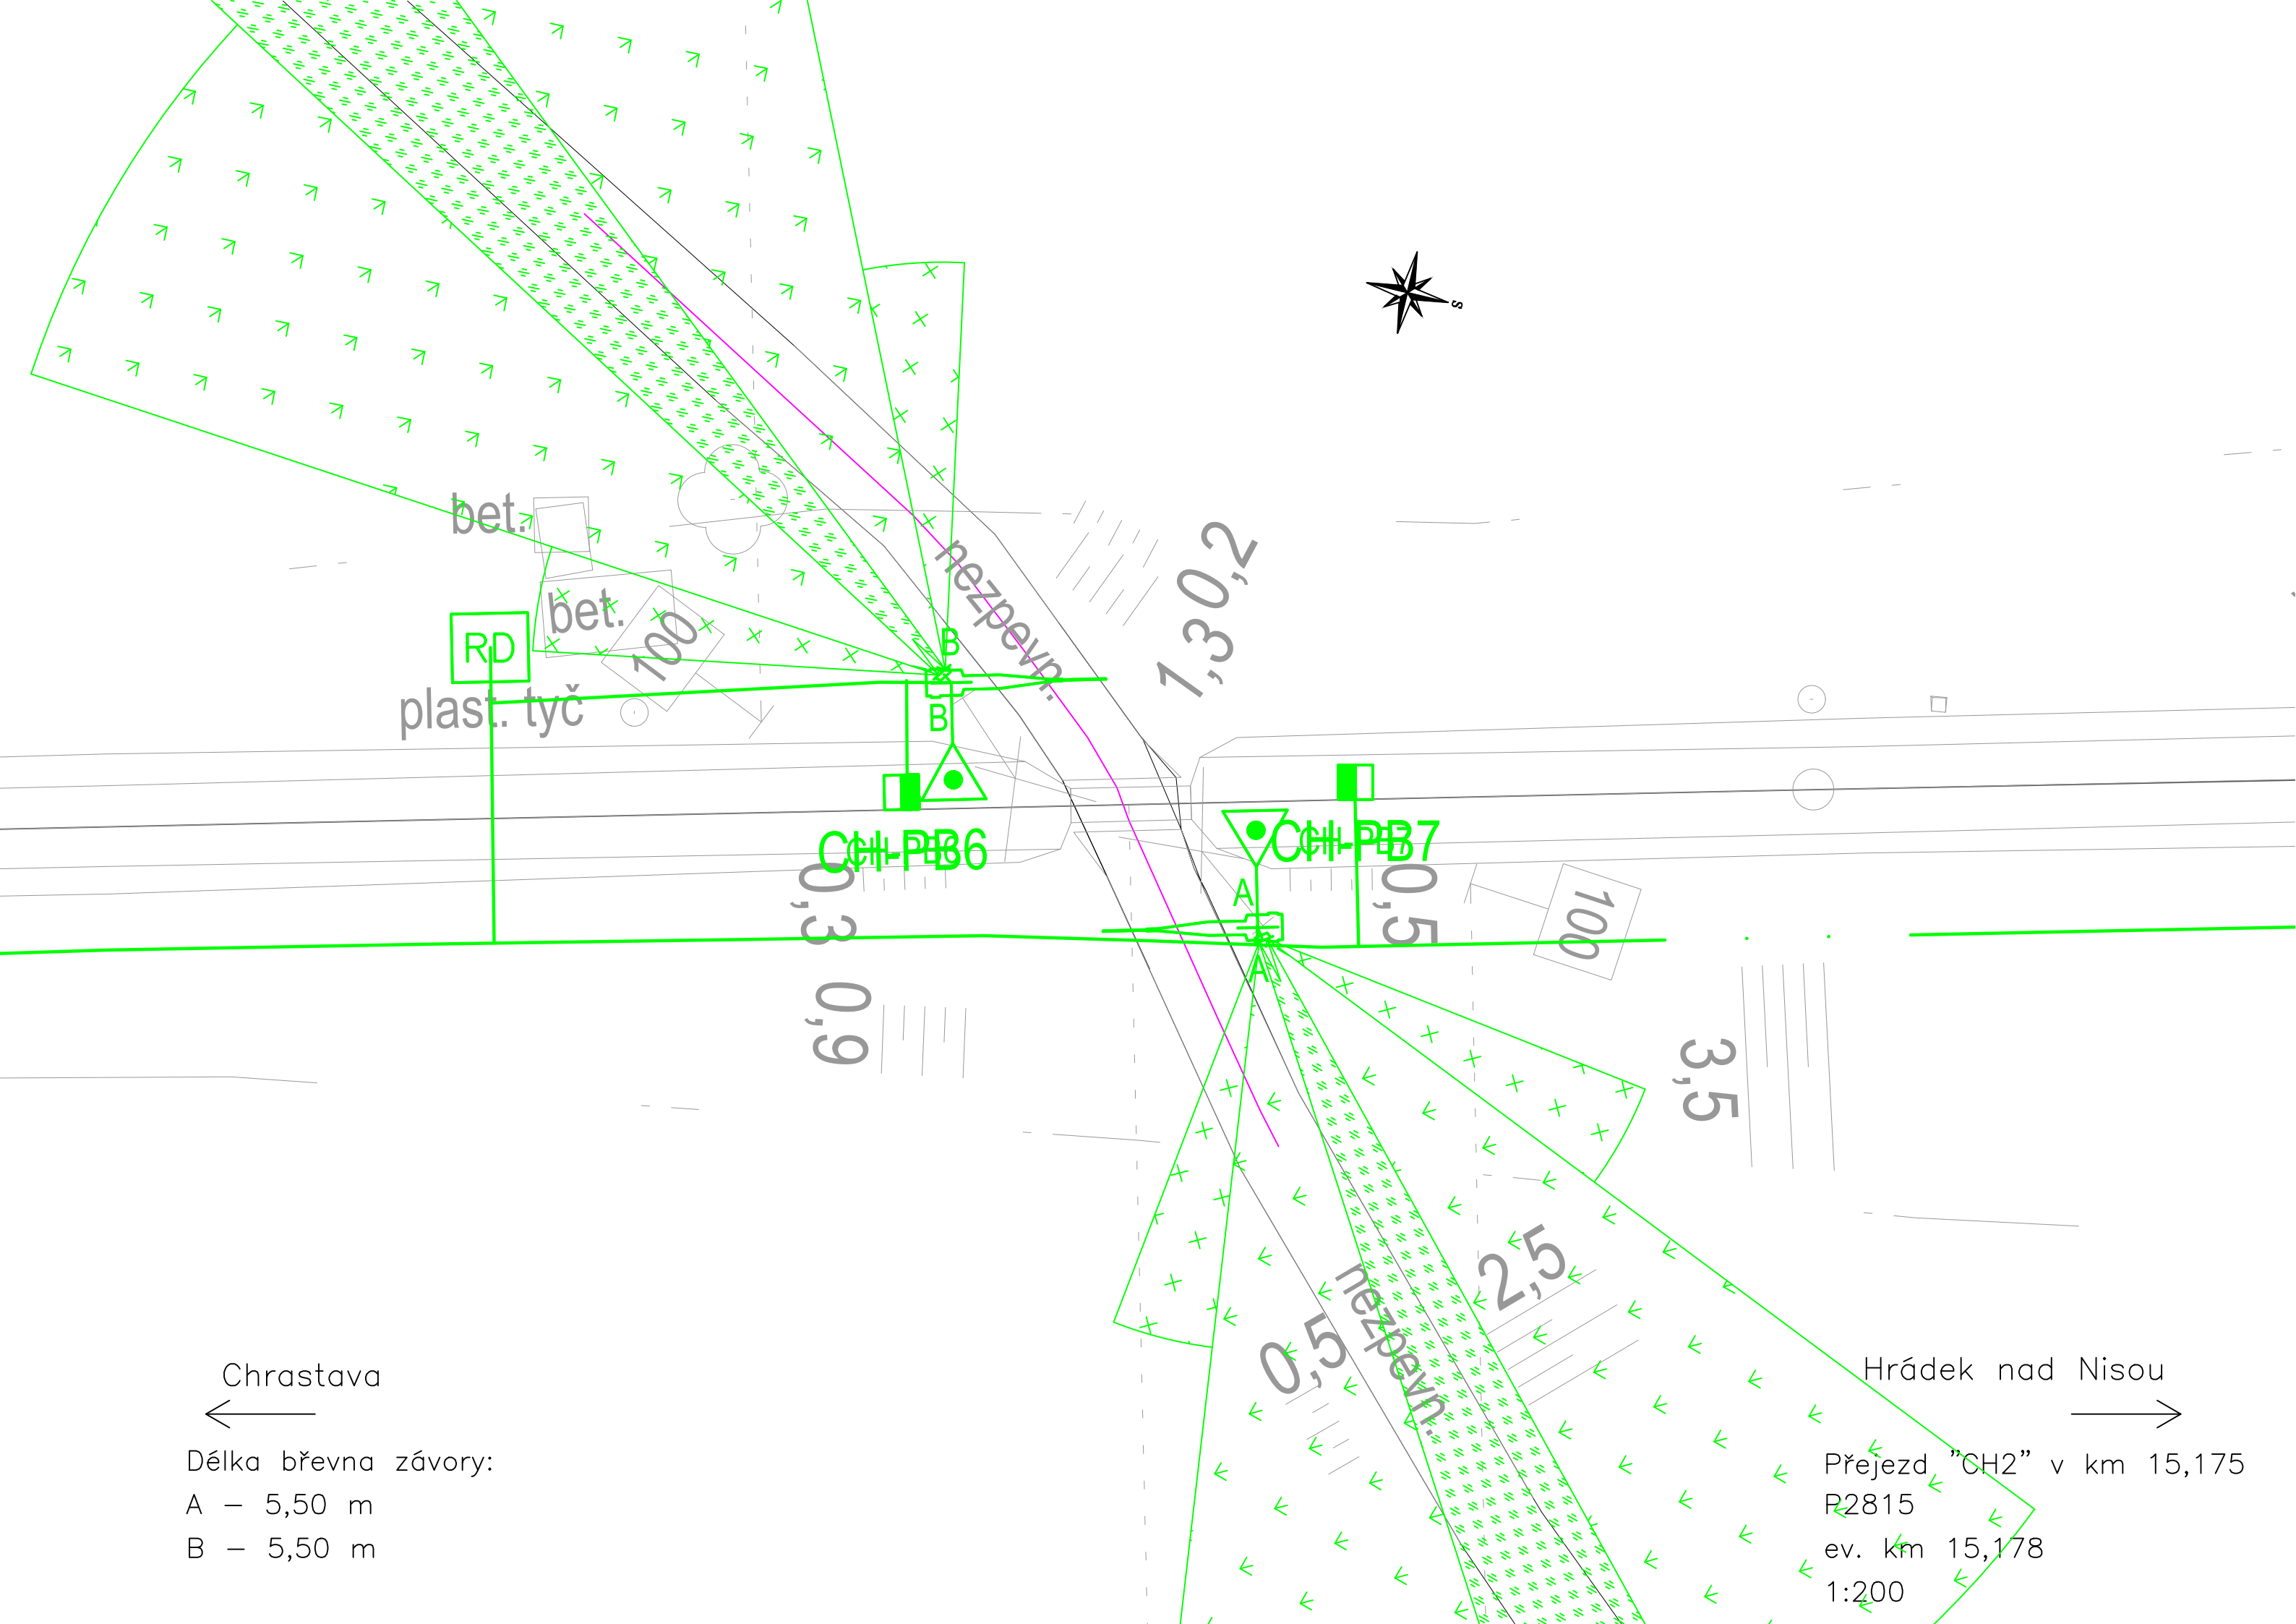 S
bet.
0,2
1,3
nezpevn.
bet.
100
RD
B
plast. tyč
B
CH-PB6
CH-PB7
0,3
A
0,5
100
A
0,9
3,5
2,5
nezpevn.
0,5
Chrastava
Délka břevna závory:
A – 5,50 m
B – 5,50 m
Hrádek nad Nisou
Přejezd "CH2" v km 15,175
P2815
ev. km 15,178
1:200